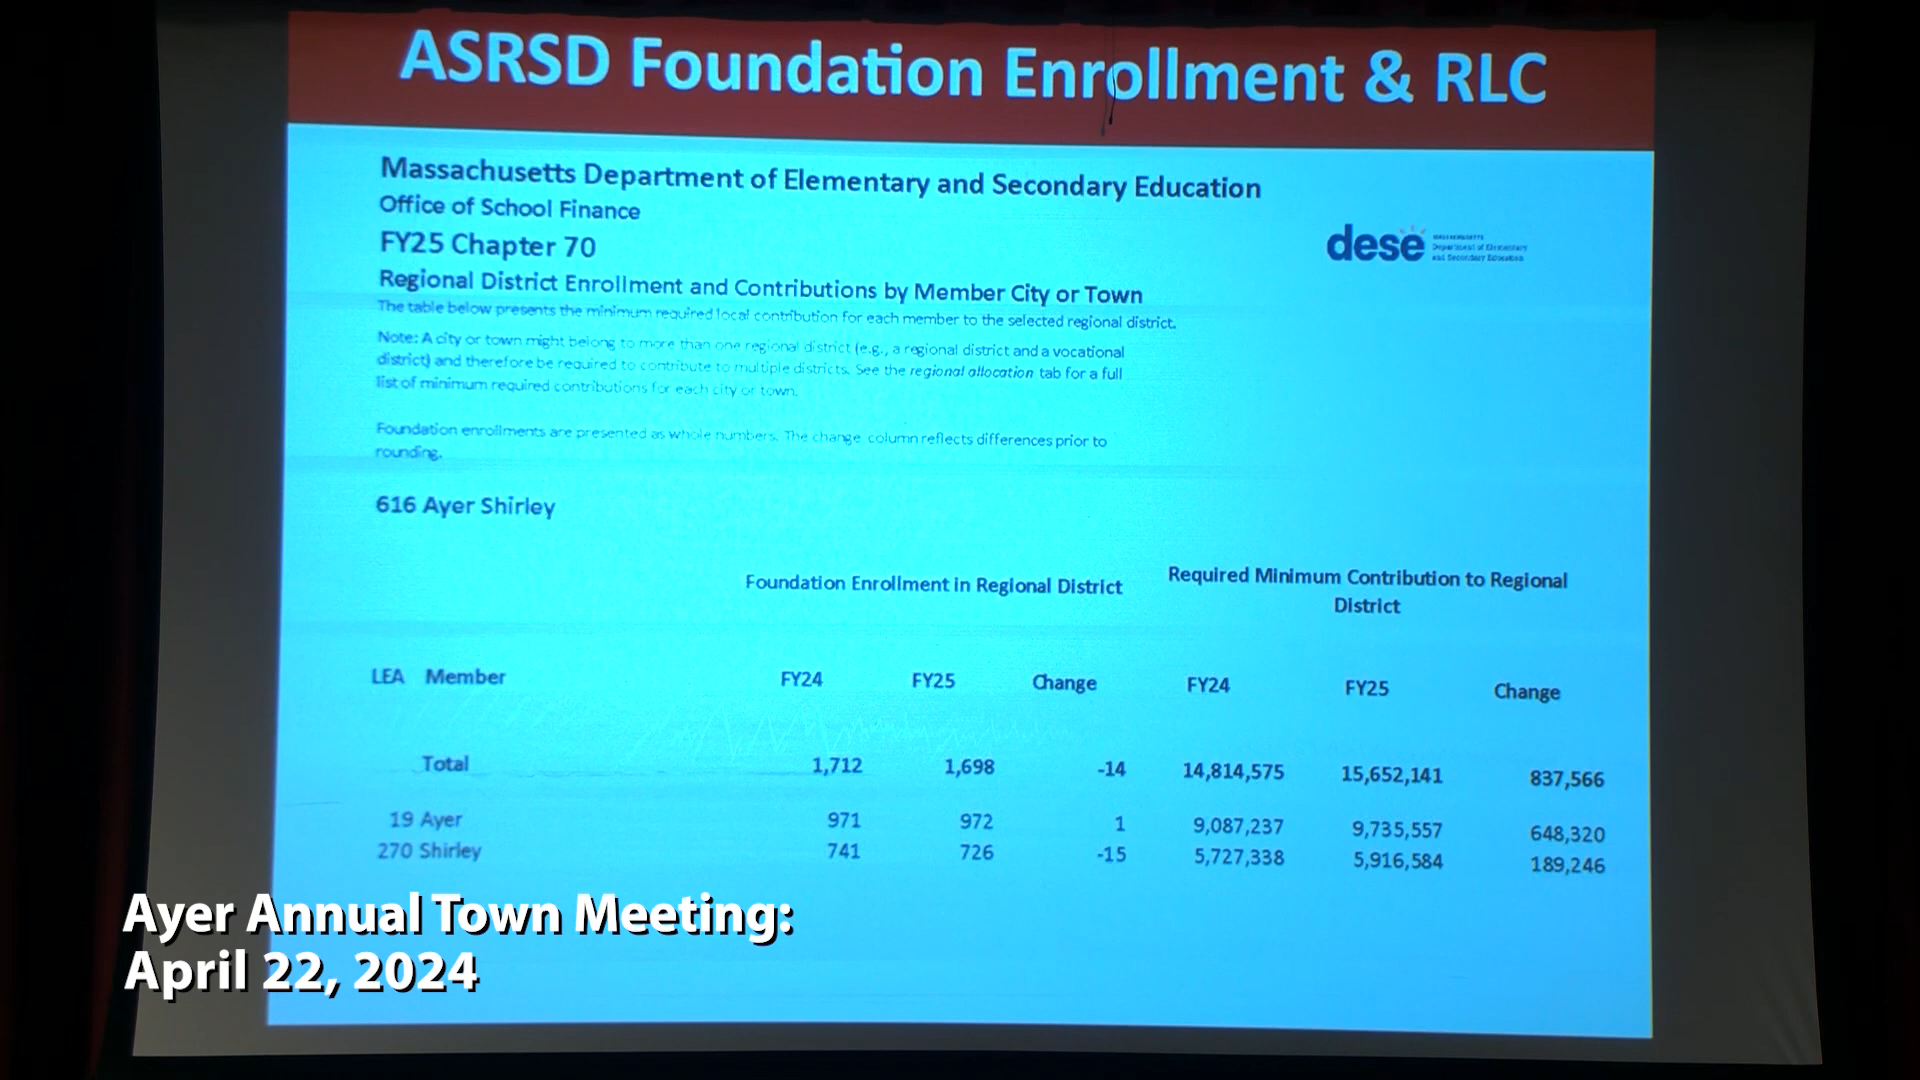 ASRSD Foundation Enrollment & RLC
Massachusetts Department of Elementary and Secondary Education
Office of School Finance
FY25 Chapter 70
Regional District Enrollment and Contributions by Member City or Town
The table below presents the minimum required local contribution for each member to the selected regional district.
Note: A city or town might belong to more than one regional district (e.g., a regional district and a vocational
district) and therefore be required to contribute to multiple districts. See the regional allocation tab for a full
list of minimum required contributions for each city or town.
Foundation enrollments are presented as whole numbers. The change column reflects differences prior to
rounding.
dese
MASSACHUSETTS
Department of Elementary
and Secondary Education
616 Ayer Shirley
Foundation Enrollment in Regional District
Required Minimum Contribution to Regional
District
LEA Member FY24 FY25 Change FY24 FY25 Change
Total 1,712 1,698 -14 14,814,575 15,652,141 837,566
19 Ayer 971 972 1 9,087,237 9,735,557 648,320
270 Shirley 741 726 -15 5,727,338 5,916,584 189,246
Ayer Annual Town Meeting:
April 22, 2024